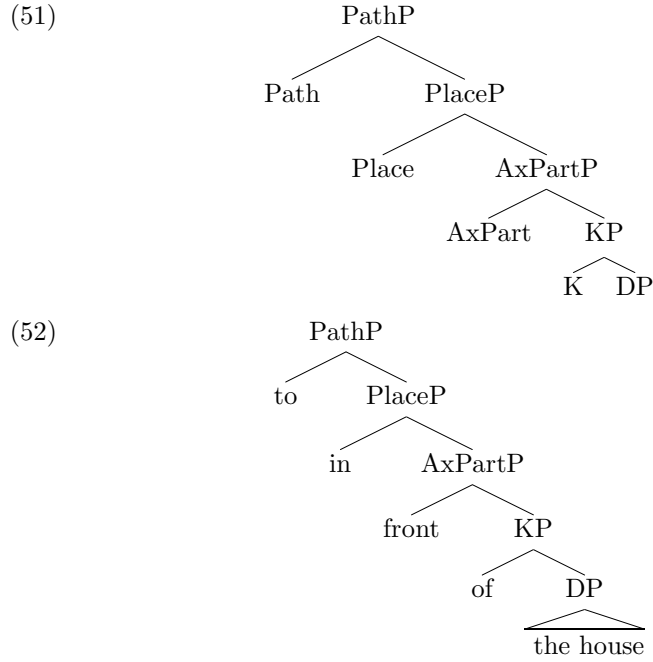 (51) PathP
Path PlaceP
Place AxPartP
AxPart KP
K DP
(52) PathP
to PlaceP
in AxPartP
front KP
of DP
the house